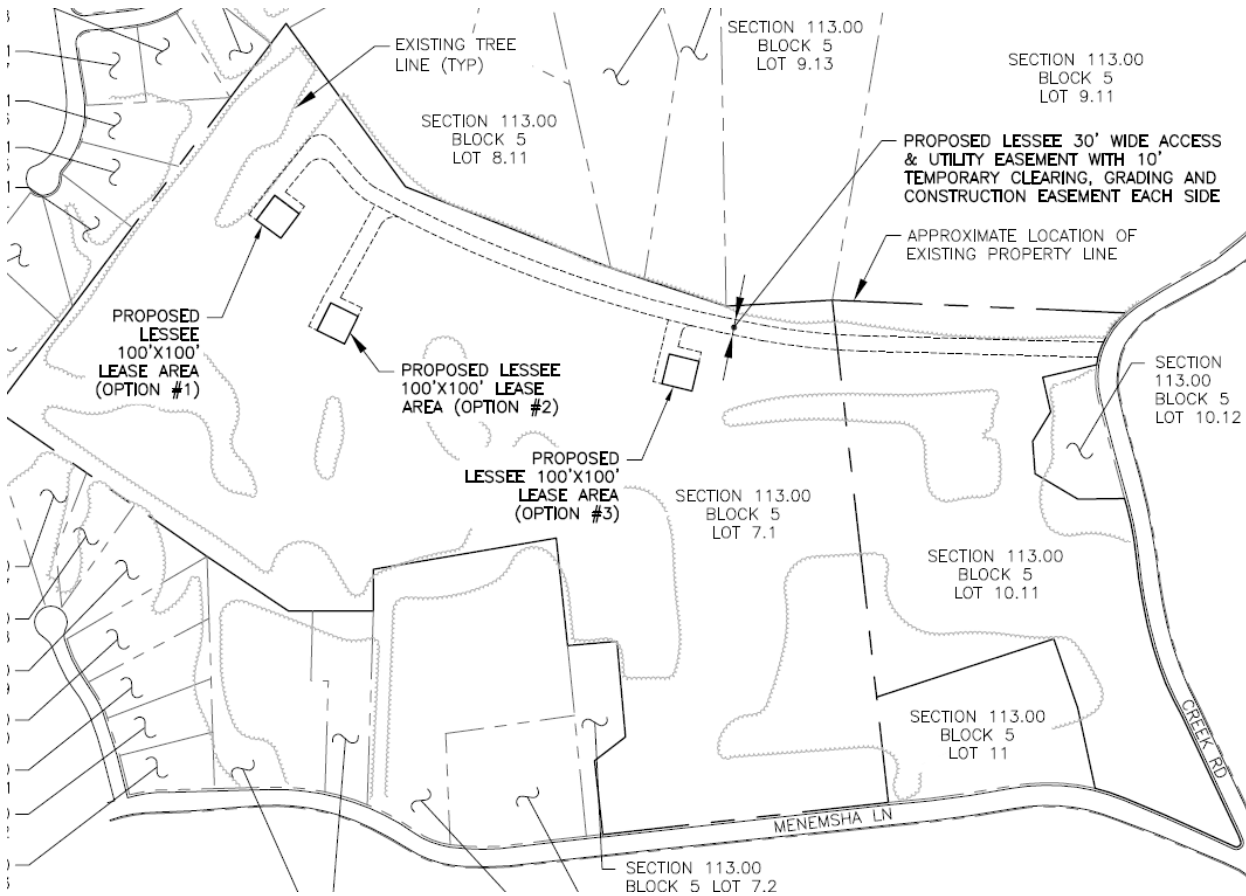 SECTION 113.00
BLOCK 5
LOT 9.13
EXISTING TREE
LINE (TYP)
SECTION 113.00
BLOCK 5
LOT 9.11
SECTION 113.00
BLOCK 5
LOT 8.11
PROPOSED LESSEE 30' WIDE ACCESS
& UTILITY EASEMENT WITH 10'
TEMPORARY CLEARING, GRADING AND
CONSTRUCTION EASEMENT EACH SIDE
APPROXIMATE LOCATION OF
EXISTING PROPERTY LINE
PROPOSED
LESSEE
100'X100'
LEASE AREA
(OPTION #1)
PROPOSED LESSEE
100'X100' LEASE
AREA (OPTION #2)
SECTION
113.00
BLOCK 5
LOT 10.12
PROPOSED
LESSEE 100'X100'
LEASE AREA
(OPTION #3)
SECTION 113.00
BLOCK 5
LOT 7.1
SECTION 113.00
BLOCK 5
LOT 10.11
SECTION 113.00
BLOCK 5
LOT 11
CREEK RD
MENEMSHA LN
SECTION 113.00
BLOCK 5 LOT 7.2